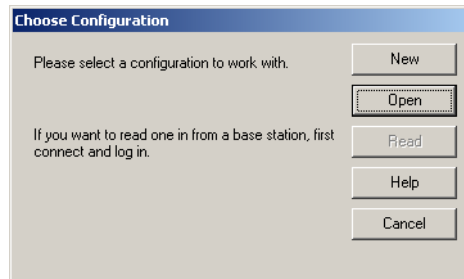 Choose Configuration
Please select a configuration to work with.
New
Open
If you want to read one in from a base station, first
connect and log in.
Read
Help
Cancel